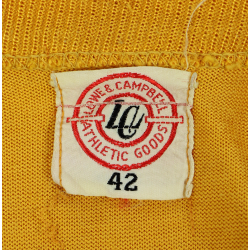 LOWE & CAMPBELL
LC
ATHLETIC GOODS
42